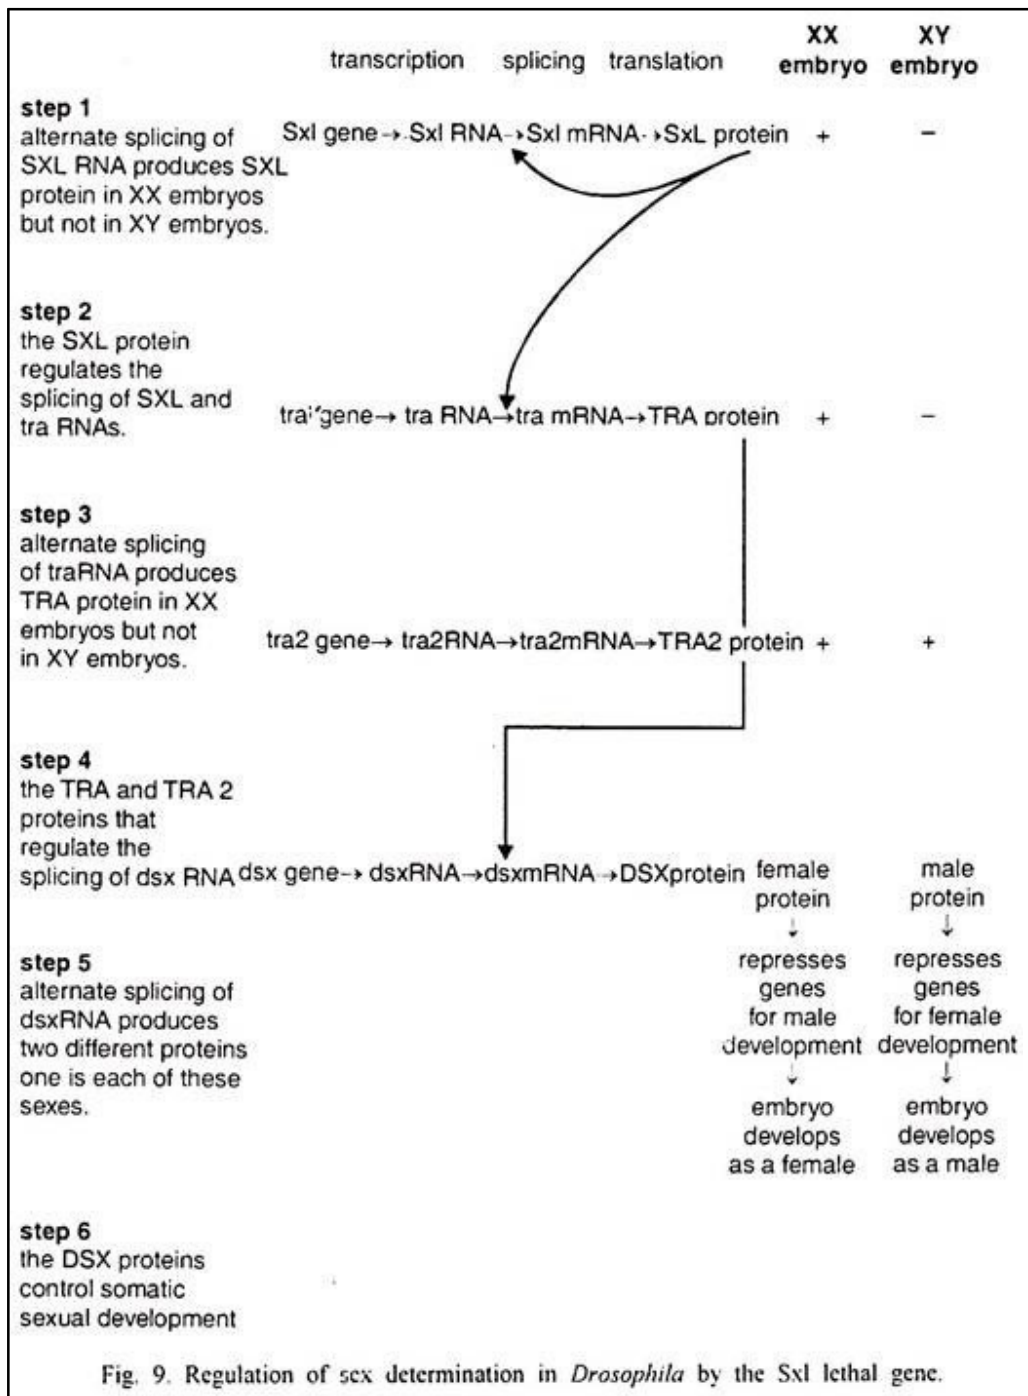 XX XY
transcription splicing translation embryo embryo
step 1
alternate splicing of Sxl gene→Sxl RNA→Sxl mRNA→SxL protein + −
SXL RNA produces SXL
protein in XX embryos
but not in XY embryos.
step 2
the SXL protein
regulates the
splicing of SXL and
tra RNAs. tra gene→ tra RNA→tra mRNA→TRA protein + −
step 3
alternate splicing
of traRNA produces
TRA protein in XX
embryos but not tra2 gene→ tra2RNA→tra2mRNA→TRA2 protein + +
in XY embryos.
step 4
the TRA and TRA 2
proteins that
regulate the
splicing of dsx RNA dsx gene→ dsxRNA→dsxmRNA→DSXprotein female male
protein protein
↓ ↓
step 5 represses represses
alternate splicing of genes genes
dsxRNA produces for male for female
two different proteins development development
one is each of these ↓ ↓
sexes. embryo embryo
develops develops
as a female as a male
step 6
the DSX proteins
control somatic
sexual development
Fig. 9. Regulation of sex determination in Drosophila by the Sxl lethal gene.